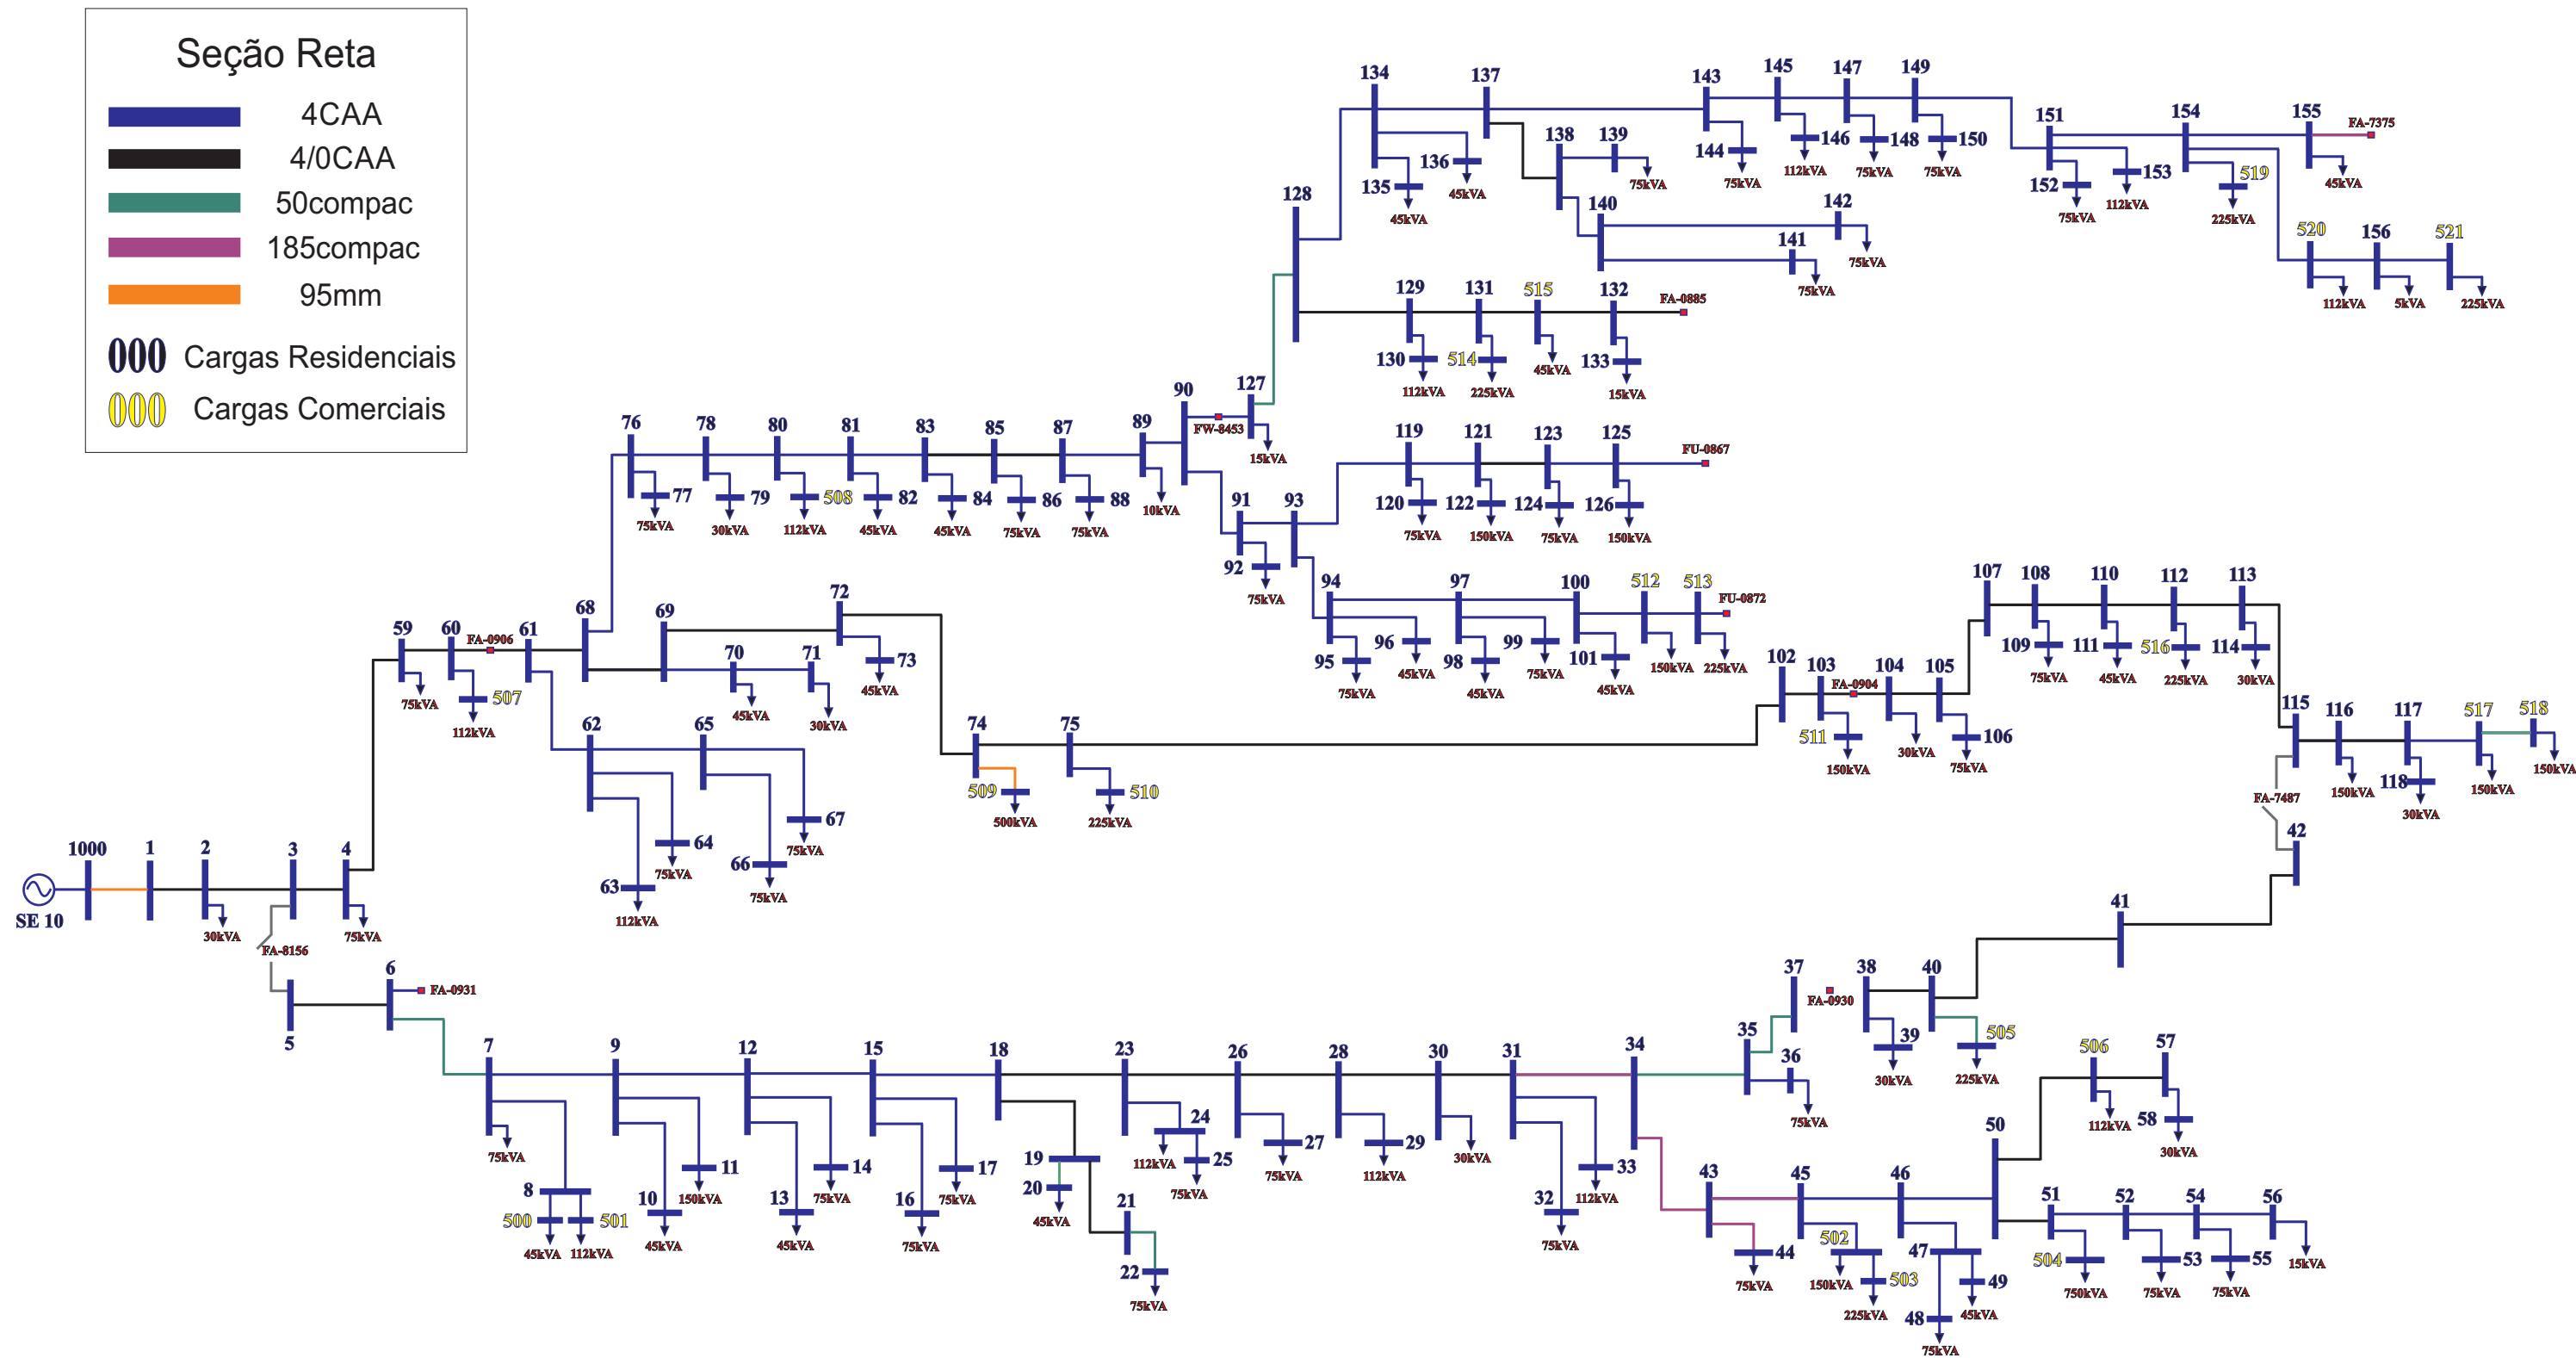 Seção Reta
4CAA
4/0CAA
50compac
185compac
95mm
000 Cargas Residenciais
000 Cargas Comerciais
134 137 143 145 147 149
151 154 155 FA-7375
138 139
136 144 146 148 150
135 152 153 519
45kVA 45kVA 75kVA 75kVA 112kVA 75kVA 75kVA 75kVA 112kVA 225kVA 45kVA
128 140 142
141 520 156 521
75kVA 75kVA
112kVA 5kVA 225kVA
129 131 515 132 FA-0885
130 514 133
112kVA 225kVA 45kVA 15kVA
76 78 80 81 83 85 87 89 90 127
FW-8453
15kVA
77 79 508 82 84 86 88
75kVA 30kVA 112kVA 45kVA 45kVA 75kVA 75kVA 10kVA
119 121 123 125 FU-0867
120 122 124 126
75kVA 150kVA 75kVA 150kVA
91 93
92
75kVA
94 97 100 512 513 FU-0872
95 96 98 99 101
75kVA 45kVA 45kVA 75kVA 45kVA 150kVA 225kVA
59 60 FA-0906 61 68 69 72
70 71 73
75kVA 507 45kVA 30kVA 45kVA
112kVA
62 65 74 75
63 64 66 67 509 510
112kVA 75kVA 75kVA 75kVA 500kVA 225kVA
102 103 FA-0904 104 105
511 106
150kVA 30kVA 75kVA
107 108 110 112 113
109 111 516 114
75kVA 45kVA 225kVA 30kVA
115 116 117 517 518
118
FA-7487 150kVA 30kVA 150kVA 150kVA
42
41
1000 1 2 3 4
SE 10
30kVA 75kVA
FA-8156
5 6 FA-0931
37 FA-0930 38 40
39 505
30kVA 225kVA
7 9 12 15 18 23 26 28 30 31 34 35 36
75kVA 75kVA
8 10 11 13 14 16 17
500 501
45kVA 112kVA 45kVA 150kVA 45kVA 75kVA 75kVA 75kVA
19 20 21 22
45kVA 75kVA
24 25 27 29
112kVA 75kVA 75kVA 112kVA 30kVA
32 33
75kVA 112kVA
43 45 46 50
44 502 503 47 48 49
75kVA 150kVA 225kVA 75kVA 45kVA
506 57
58
112kVA 30kVA
51 52 54 56
504 53 55
750kVA 75kVA 75kVA 15kVA